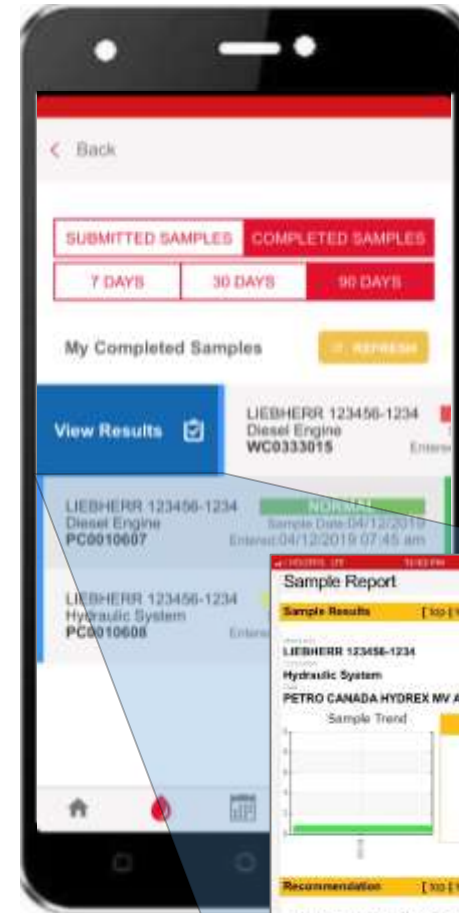 Back
SUBMITTED SAMPLES COMPLETED SAMPLES
7 DAYS 30 DAYS 90 DAYS
My Completed Samples REFRESH
View Results
LIEBHERR 123456-1234
Diesel Engine
WC0333015
LIEBHERR 123456-1234 NORMAL
Diesel Engine Sample Date:04/12/2019
PC0010607 Entered:04/12/2019 07:45 am
LIEBHERR 123456-1234
Hydraulic System
PC0010608
Sample Report
Sample Results [ top [
LIEBHERR 123456-1234
Hydraulic System
PETRO CANADA HYDREX MV A
Sample Trend
Recommendation [ top [